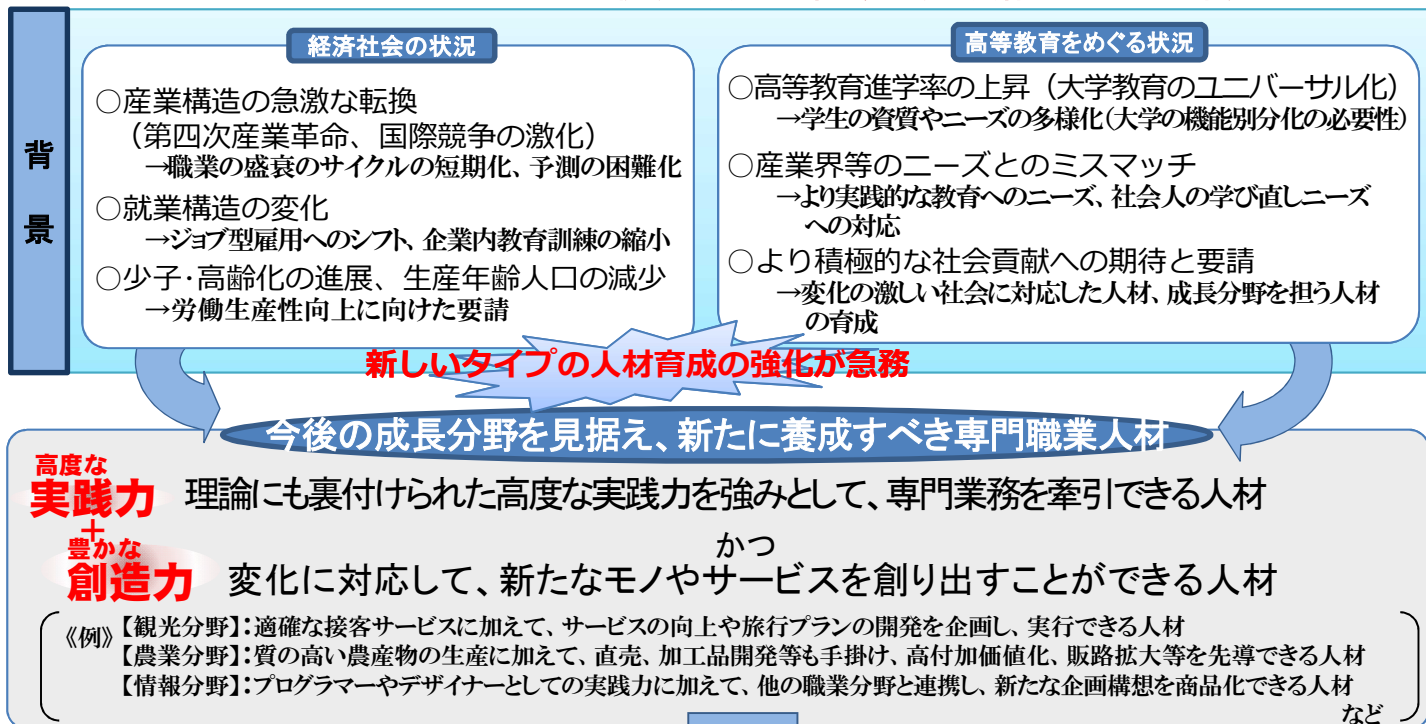 背景
経済社会の状況
○産業構造の急激な転換
（第四次産業革命、国際競争の激化）
→職業の盛衰のサイクルの短期化、予測の困難化
○就業構造の変化
→ジョブ型雇用へのシフト、企業内教育訓練の縮小
○少子・高齢化の進展、生産年齢人口の減少
→労働生産性向上に向けた要請
高等教育をめぐる状況
○高等教育進学率の上昇（大学教育のユニバーサル化）
→学生の資質やニーズの多様化（大学の機能別分化の必要性）
○産業界等のニーズとのミスマッチ
→より実践的な教育へのニーズ、社会人の学び直しニーズ
への対応
○より積極的な社会貢献への期待と要請
→変化の激しい社会に対応した人材、成長分野を担う人材
の育成
新しいタイプの人材育成の強化が急務
今後の成長分野を見据え、新たに養成すべき専門職業人材
高度な
実践力
理論にも裏付けられた高度な実践力を強みとして、専門業務を牽引できる人材
＋
かつ
豊かな
創造力
変化に対応して、新たなモノやサービスを創り出すことができる人材
《例》【観光分野】：適確な接客サービスに加えて、サービスの向上や旅行プランの開発を企画し、実行できる人材
【農業分野】：質の高い農産物の生産に加えて、直売、加工品開発等も手掛け、高付加価値化、販路拡大等を先導できる人材
【情報分野】：プログラマーやデザイナーとしての実践力に加えて、他の職業分野と連携し、新たな企画構想を商品化できる人材
など